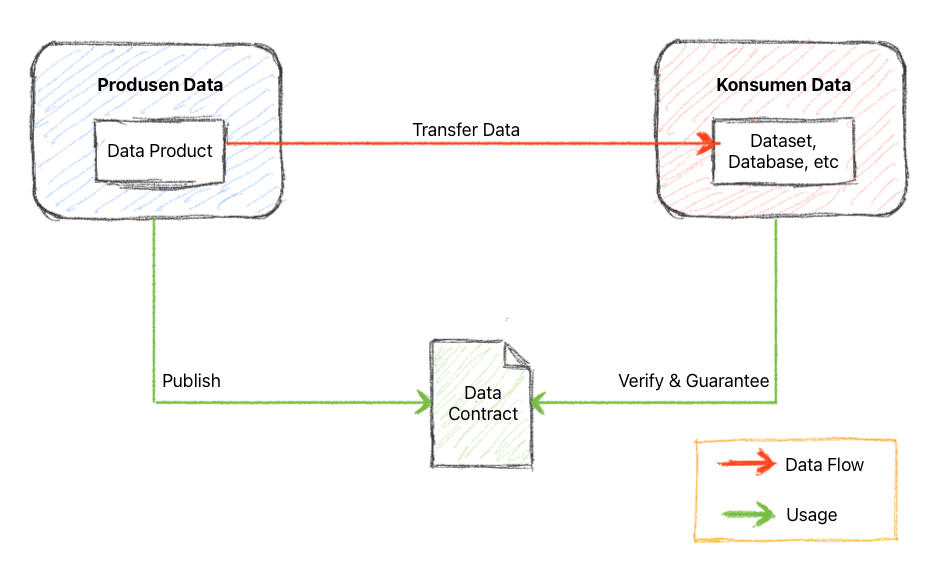 Produsen Data
Konsumen Data
Data Product
Transfer Data
Dataset,
Database, etc
Publish
Data
Contract
Verify & Guarantee
Data Flow
Usage